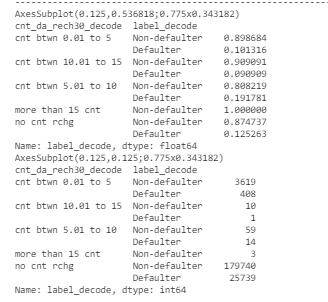 ------------------------------------------------------------
AxesSubplot(0.125,0.536818;0.775x0.343182)
cnt_da_rech30_decode  label_decode
cnt btwn 0.01 to 5    Non-defaulter    0.898684
                      Defaulter        0.101316
cnt btwn 10.01 to 15  Non-defaulter    0.909091
                      Defaulter        0.090909
cnt btwn 5.01 to 10   Non-defaulter    0.808219
                      Defaulter        0.191781
more than 15 cnt      Non-defaulter    1.000000
no cnt rchg           Non-defaulter    0.874737
                      Defaulter        0.125263
Name: label_decode, dtype: float64
AxesSubplot(0.125,0.125;0.775x0.343182)
cnt_da_rech30_decode  label_decode
cnt btwn 0.01 to 5    Non-defaulter      3619
                      Defaulter           408
cnt btwn 10.01 to 15  Non-defaulter        10
                      Defaulter             1
cnt btwn 5.01 to 10   Non-defaulter        59
                      Defaulter            14
more than 15 cnt      Non-defaulter         3
no cnt rchg           Non-defaulter    179740
                      Defaulter         25739
Name: label_decode, dtype: int64